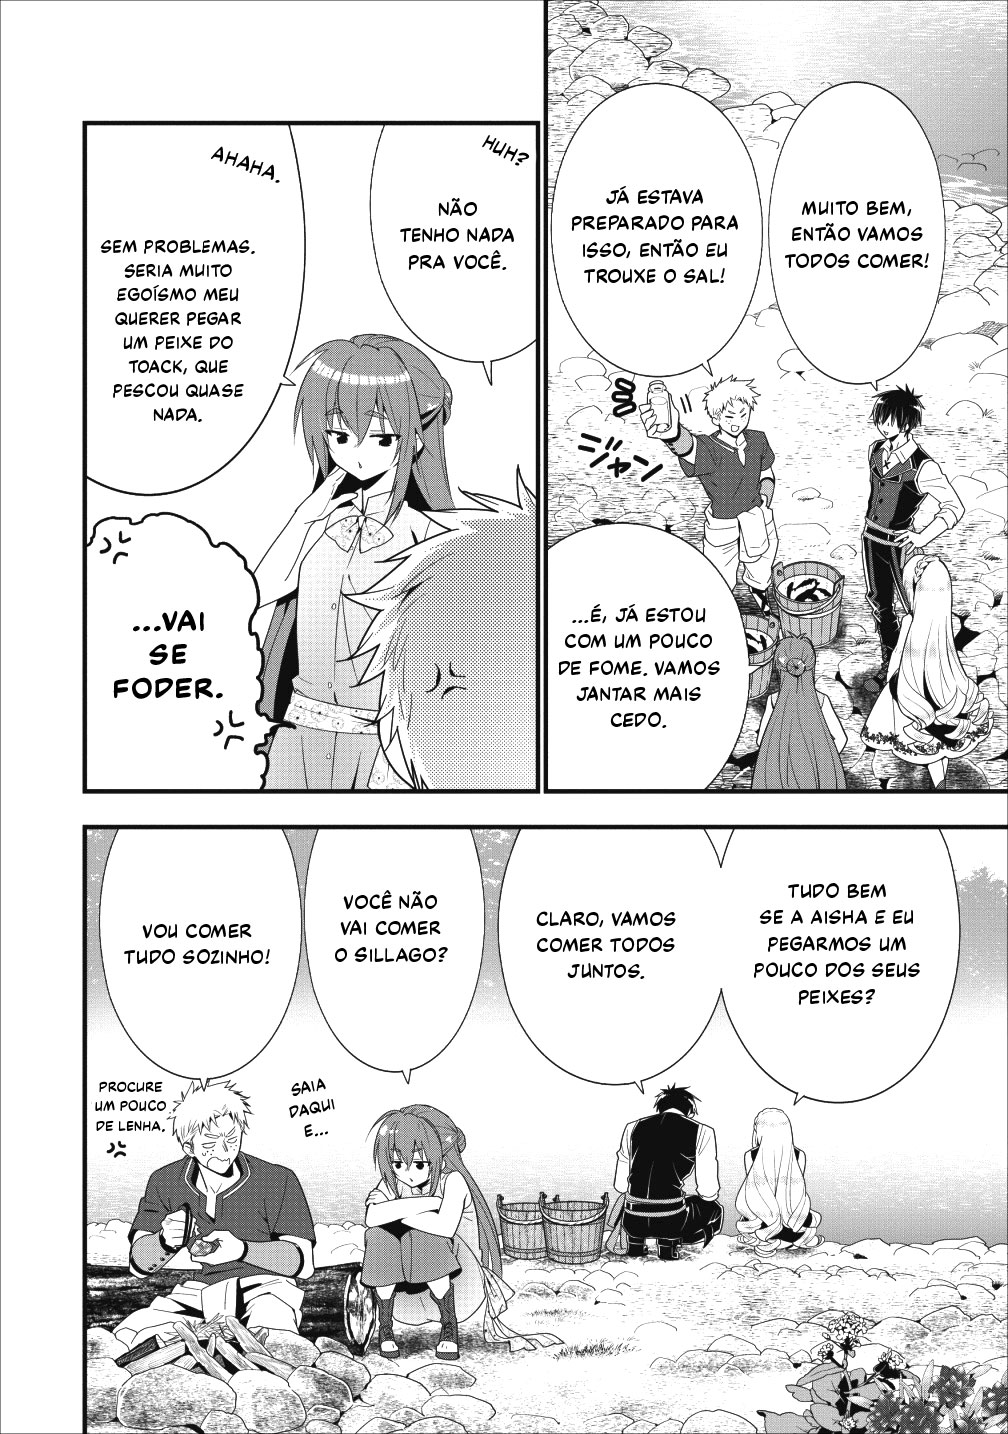 MUITO BEM,
ENTÃO VAMOS
TODOS COMER!
JÁ ESTAVA
PREPARADO PARA
ISSO, ENTÃO EU
TROUXE O SAL!
ジャーン
...É, JÁ ESTOU
COM UM POUCO
DE FOME. VAMOS
JANTAR MAIS
CEDO.
HUH?
NÃO
TENHO NADA
PRA VOCÊ.
AHAHA.
SEM PROBLEMAS.
SERIA MUITO
EGOÍSMO MEU
QUERER PEGAR
UM PEIXE DO
TOACK, QUE
PESCOU QUASE
NADA.
...VAI
SE
FODER.
TUDO BEM
SE A AISHA E EU
PEGARMOS UM
POUCO DOS SEUS
PEIXES?
CLARO, VAMOS
COMER TODOS
JUNTOS.
VOCÊ NÃO
VAI COMER
O SILLAGO?
VOU COMER
TUDO SOZINHO!
SAIA
DAQUI
E...
PROCURE
UM POUCO
DE LENHA.